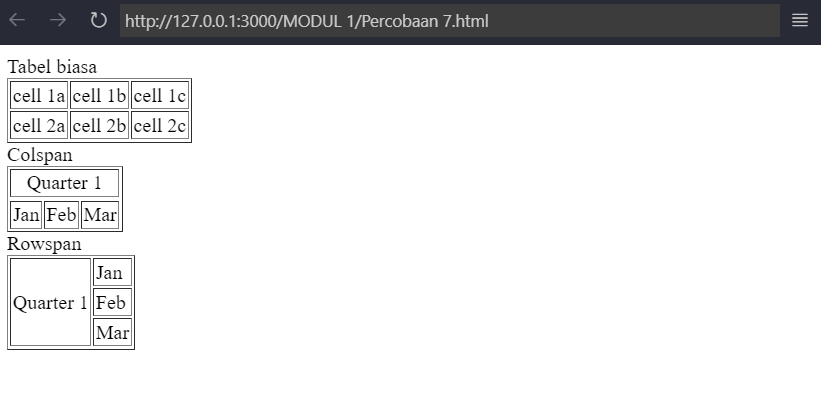 http://127.0.0.1:3000/MODUL 1/Percobaan 7.html
Tabel biasa
cell 1a cell 1b cell 1c
cell 2a cell 2b cell 2c
Colspan
Quarter 1
Jan Feb Mar
Rowspan
Quarter 1
Jan
Feb
Mar